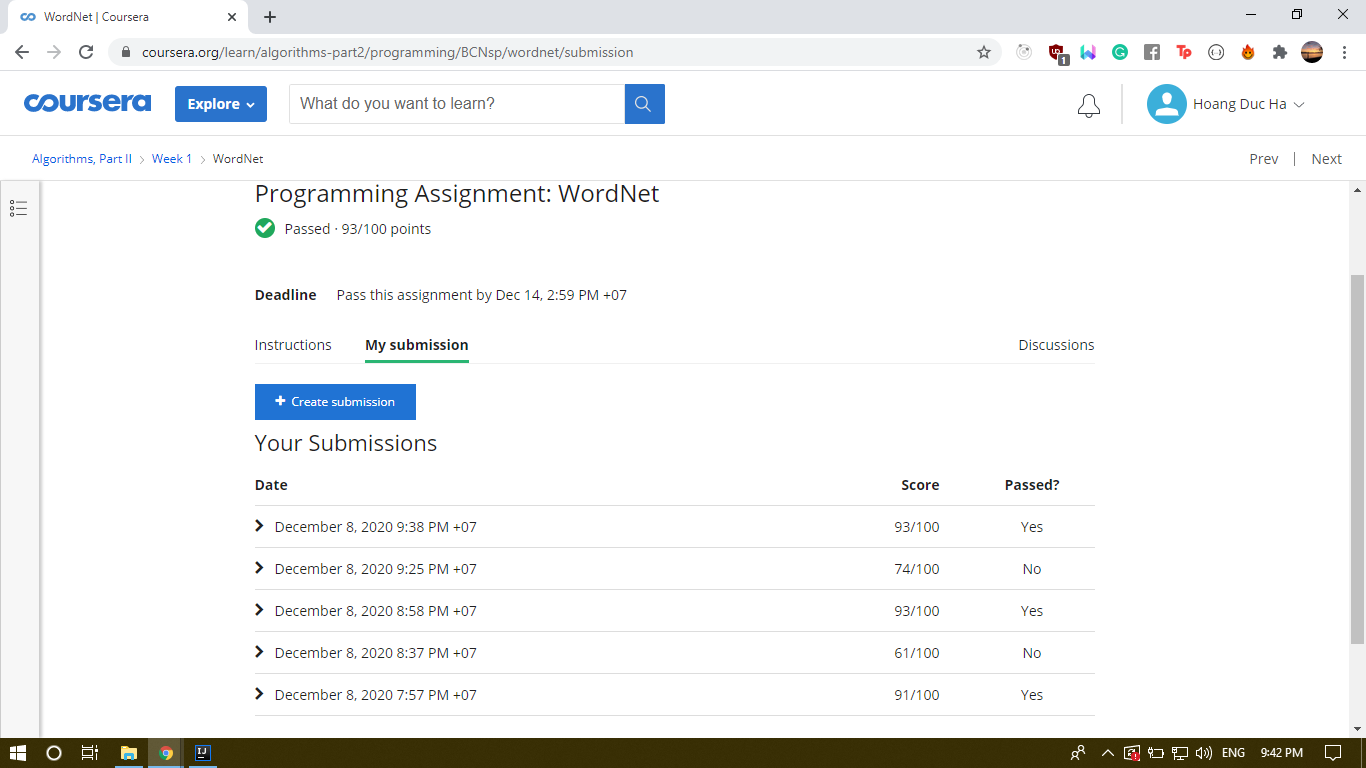 WordNet | Coursera
coursera.org/learn/algorithms-part2/programming/BCNsp/wordnet/submission
1
coursera
Explore
What do you want to learn?
Hoang Duc Ha
Algorithms, Part II > Week 1 > WordNet
Prev | Next
Programming Assignment: WordNet
Passed · 93/100 points
Deadline Pass this assignment by Dec 14, 2:59 PM +07
Instructions My submission Discussions
+ Create submission
Your Submissions
Date Score Passed?
December 8, 2020 9:38 PM +07 93/100 Yes
December 8, 2020 9:25 PM +07 74/100 No
December 8, 2020 8:58 PM +07 93/100 Yes
December 8, 2020 8:37 PM +07 61/100 No
December 8, 2020 7:57 PM +07 91/100 Yes
IJ ENG 9:42 PM